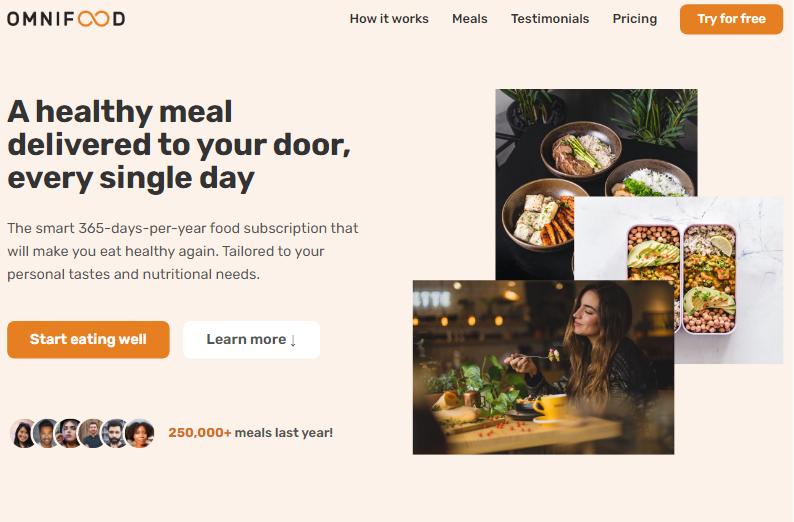 OMNIFOOD
How it works
Meals
Testimonials
Pricing
Try for free
A healthy meal
delivered to your door,
every single day
The smart 365-days-per-year food subscription that
will make you eat healthy again. Tailored to your
personal tastes and nutritional needs.
Start eating well
Learn more ↓
250,000+ meals last year!